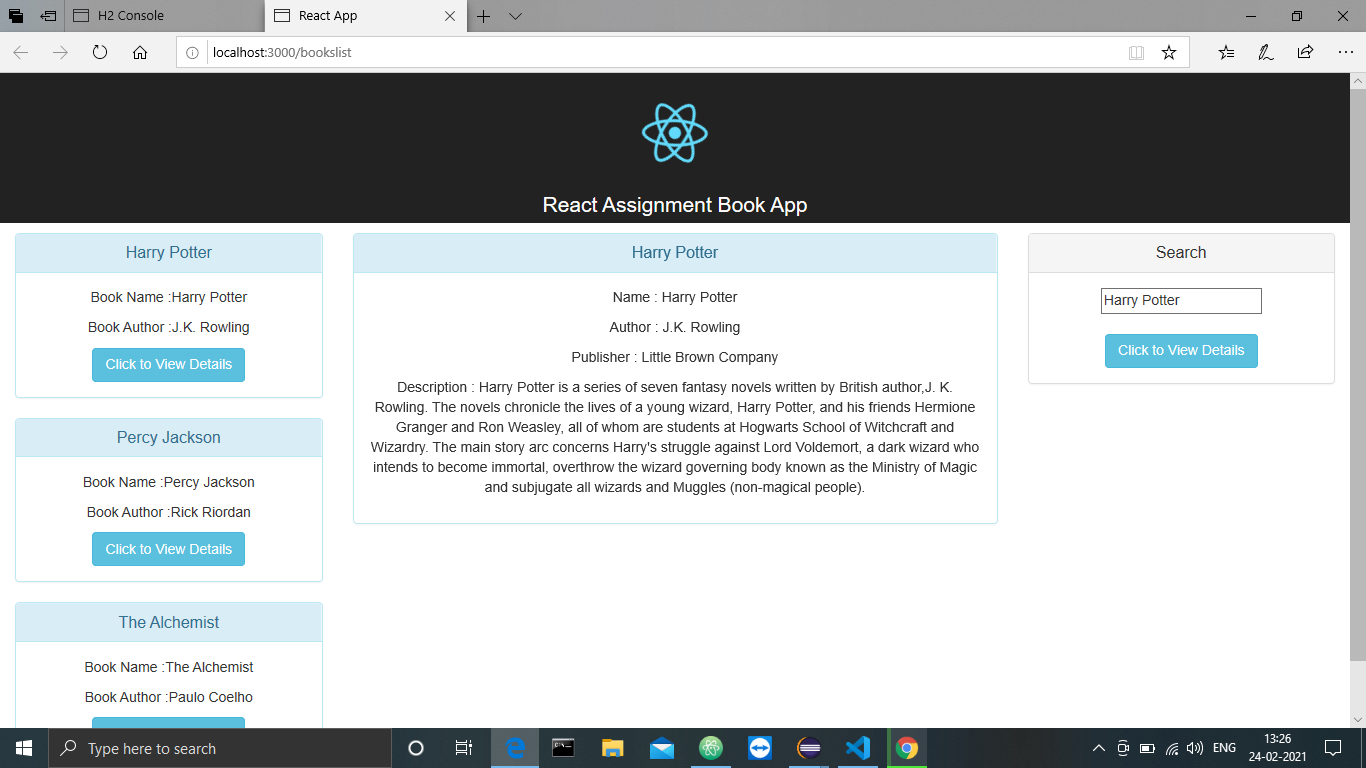 H2 Console
React App
localhost:3000/bookslist
React Assignment Book App
Harry Potter
Book Name :Harry Potter
Book Author :J.K. Rowling
Click to View Details
Percy Jackson
Book Name :Percy Jackson
Book Author :Rick Riordan
Click to View Details
The Alchemist
Book Name :The Alchemist
Book Author :Paulo Coelho
Harry Potter
Name : Harry Potter
Author : J.K. Rowling
Publisher : Little Brown Company
Description : Harry Potter is a series of seven fantasy novels written by British author,J. K.
Rowling. The novels chronicle the lives of a young wizard, Harry Potter, and his friends Hermione
Granger and Ron Weasley, all of whom are students at Hogwarts School of Witchcraft and
Wizardry. The main story arc concerns Harry's struggle against Lord Voldemort, a dark wizard who
intends to become immortal, overthrow the wizard governing body known as the Ministry of Magic
and subjugate all wizards and Muggles (non-magical people).
Search
Harry Potter
Click to View Details
Type here to search
ENG
13:26
24-02-2021